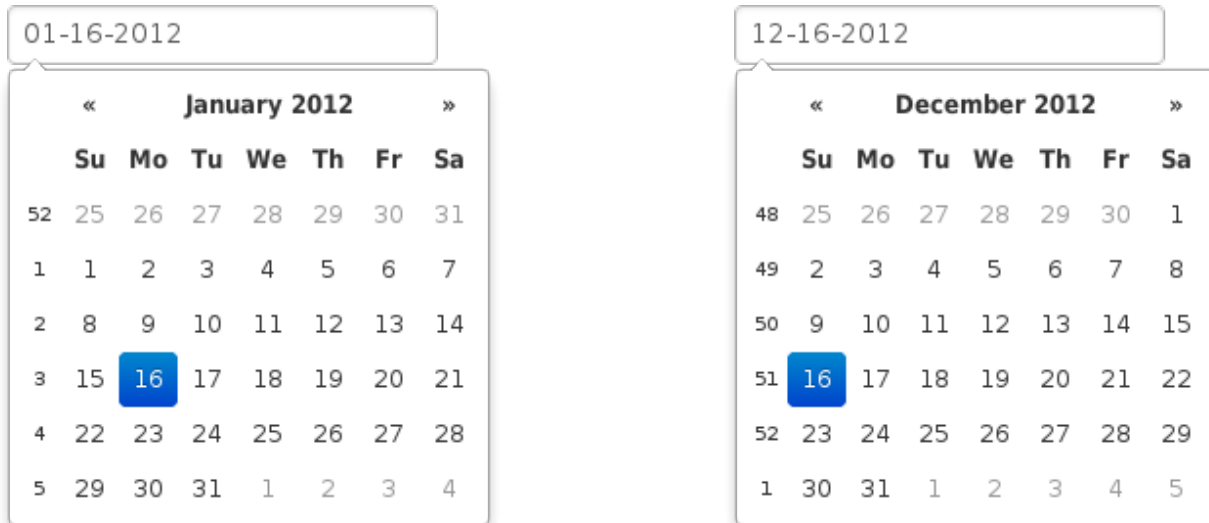 01-16-2012
« January 2012 »
Su Mo Tu We Th Fr Sa
52 25 26 27 28 29 30 31
1 1 2 3 4 5 6 7
2 8 9 10 11 12 13 14
3 15 16 17 18 19 20 21
4 22 23 24 25 26 27 28
5 29 30 31 1 2 3 4
12-16-2012
« December 2012 »
Su Mo Tu We Th Fr Sa
48 25 26 27 28 29 30 1
49 2 3 4 5 6 7 8
50 9 10 11 12 13 14 15
51 16 17 18 19 20 21 22
52 23 24 25 26 27 28 29
1 30 31 1 2 3 4 5